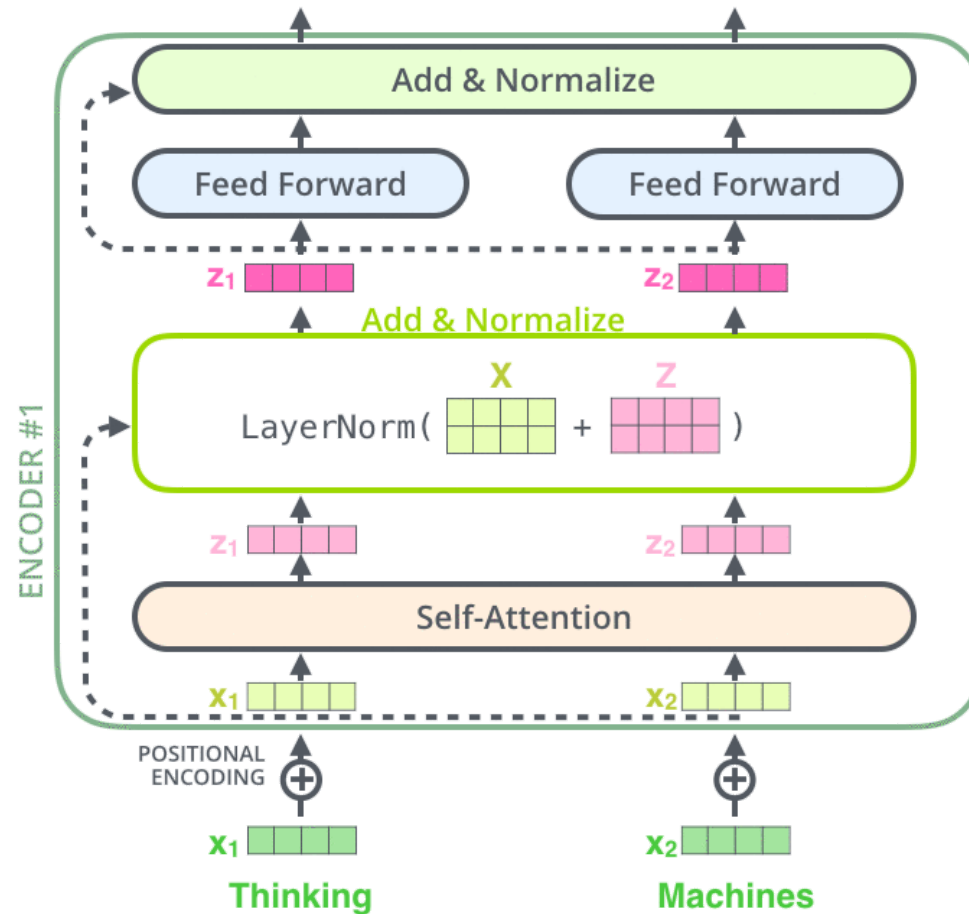 Add & Normalize
Feed Forward Feed Forward
z1 z2
Add & Normalize
X Z
LayerNorm( + )
ENCODER #1
z1 z2
Self-Attention
x1 x2
POSITIONAL
ENCODING
x1 x2
Thinking Machines